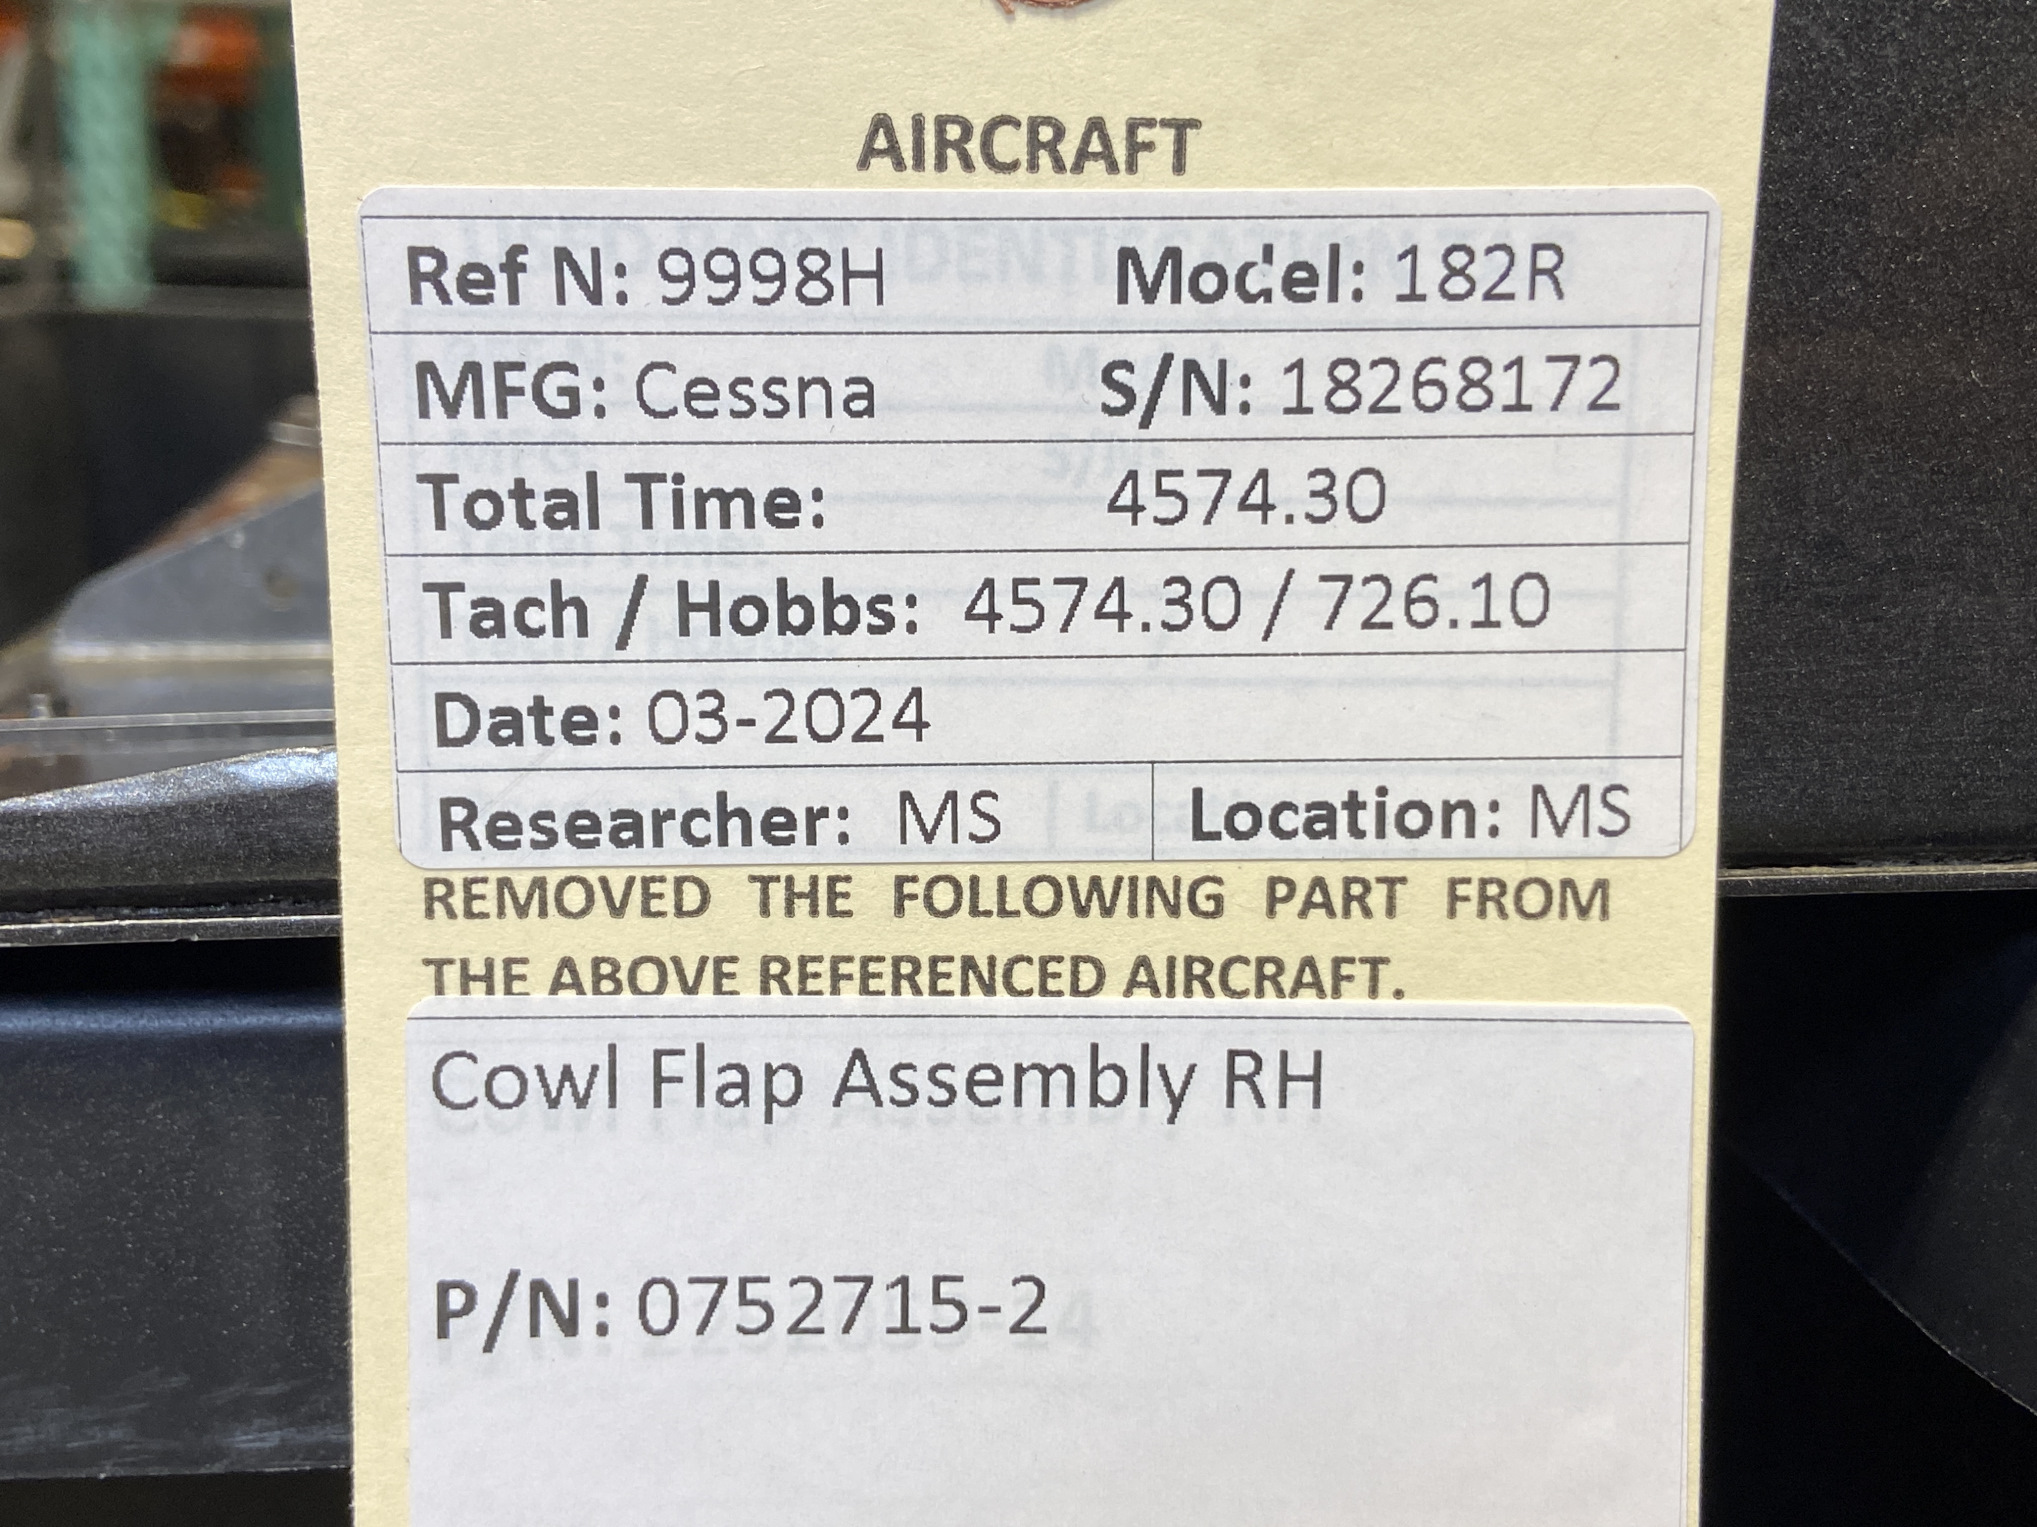 AIRCRAFT
Ref N: 9998H Model: 182R
MFG: Cessna S/N: 18268172
Total Time: 4574.30
Tach / Hobbs: 4574.30 / 726.10
Date: 03-2024
Researcher: MS Location: MS
REMOVED THE FOLLOWING PART FROM
THE ABOVE REFERENCED AIRCRAFT.
Cowl Flap Assembly RH
P/N: 0752715-2